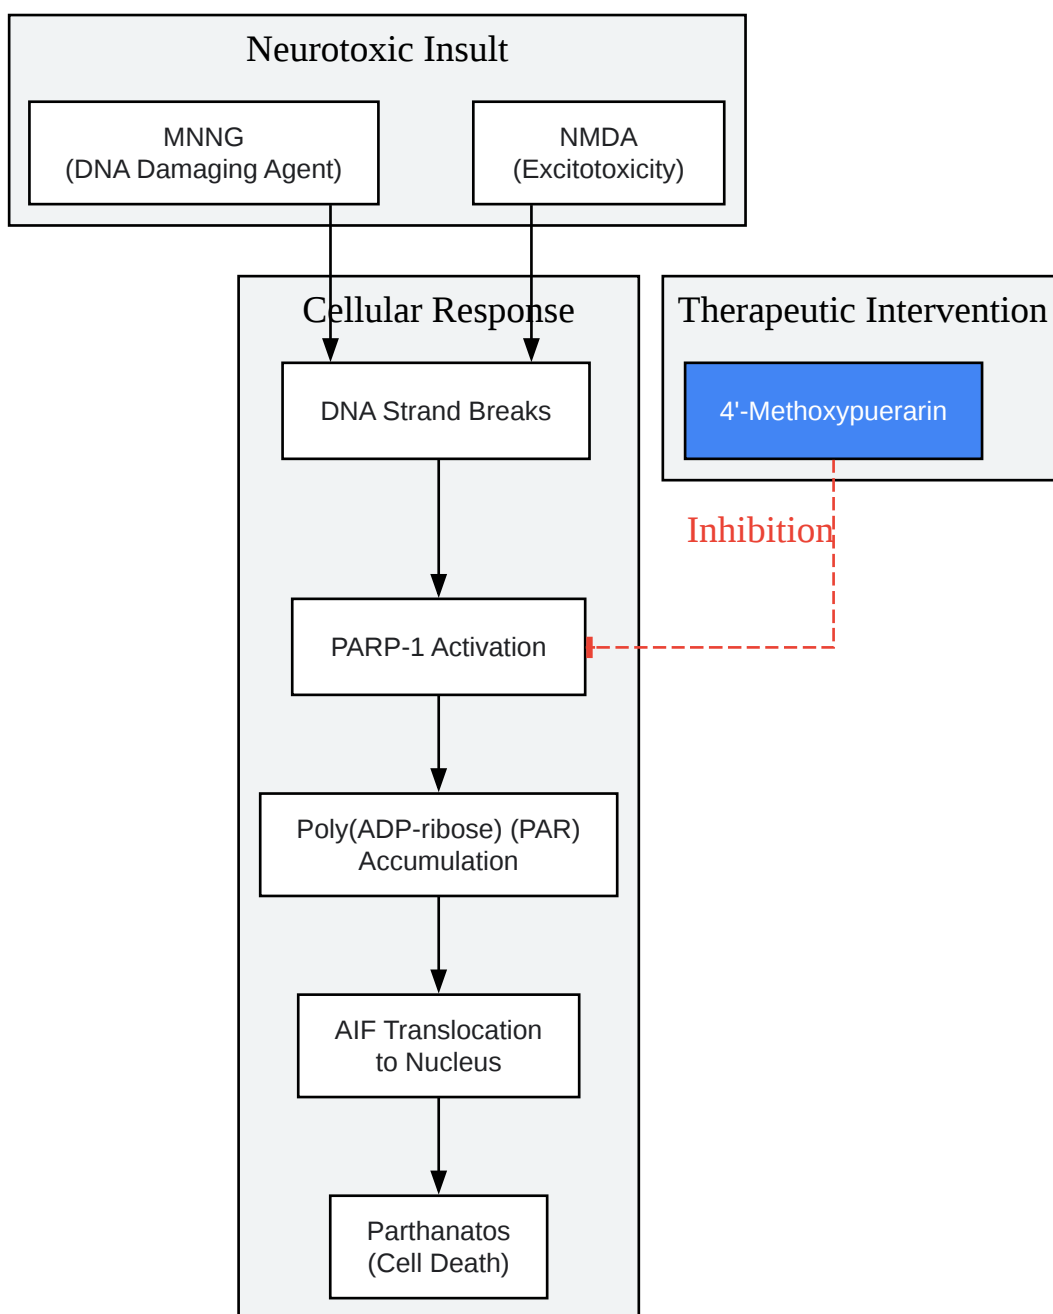 Neurotoxic Insult
MNNG
(DNA Damaging Agent)
NMDA
(Excitotoxicity)
Cellular Response
Therapeutic Intervention
DNA Strand Breaks
4'-Methoxypuerarin
Inhibition
PARP-1 Activation
Poly(ADP-ribose) (PAR)
Accumulation
AIF Translocation
to Nucleus
Parthanatos
(Cell Death)